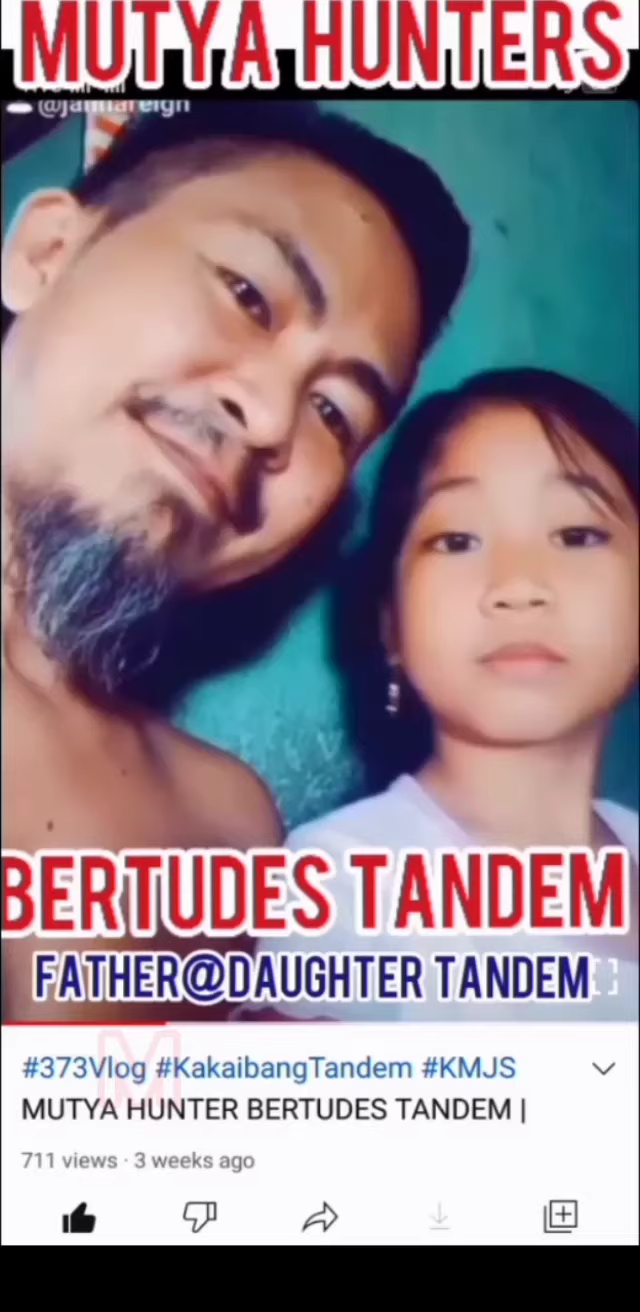 MUTYA HUNTERS
@jannareign
BERTUDES TANDEM
FATHER@DAUGHTER TANDEM
#373Vlog #KakaibangTandem #KMJS
MUTYA HUNTER BERTUDES TANDEM |
711 views · 3 weeks ago